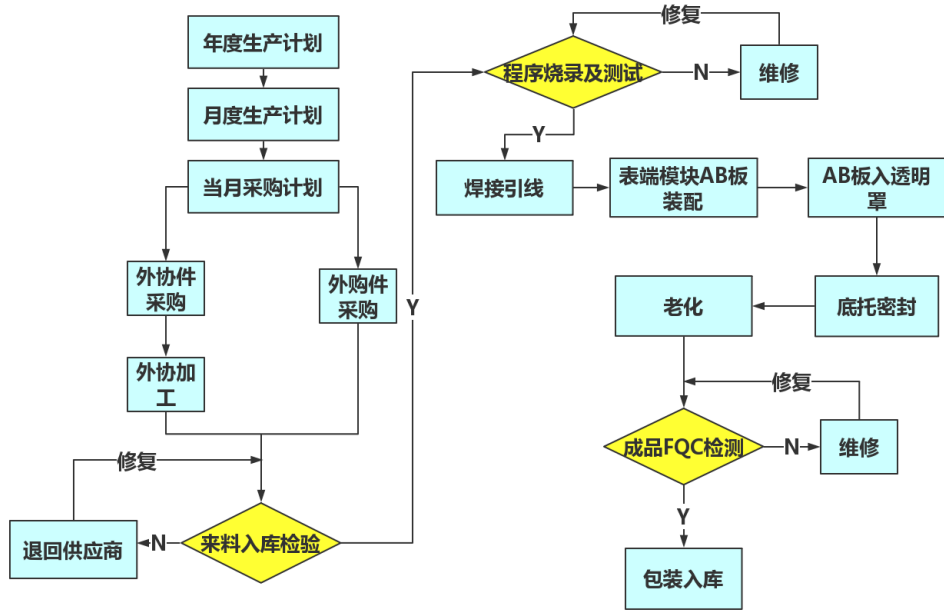 年度生产计划
月度生产计划
当月采购计划
外协件
采购
外购件
采购
外协加
工
修复
退回供应商
N
来料入库检验
Y
修复
程序烧录及测试
N
维修
Y
焊接引线
表端模块AB板
装配
AB板入透明
罩
底托密封
老化
修复
成品FQC检测
N
维修
Y
包装入库